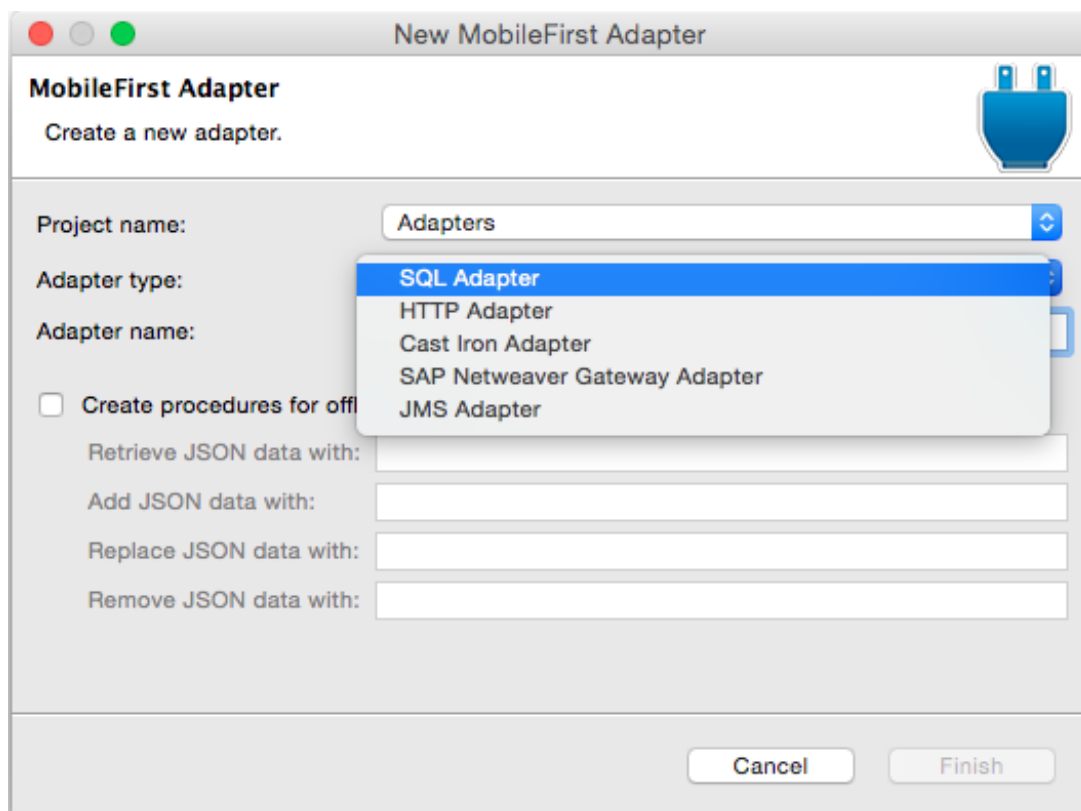 New MobileFirst Adapter
MobileFirst Adapter
Create a new adapter.
Project name: Adapters
Adapter type: SQL Adapter
HTTP Adapter
Adapter name:
Cast Iron Adapter
SAP Netweaver Gateway Adapter
Create procedures for offl
JMS Adapter
Retrieve JSON data with:
Add JSON data with:
Replace JSON data with:
Remove JSON data with:
Cancel Finish